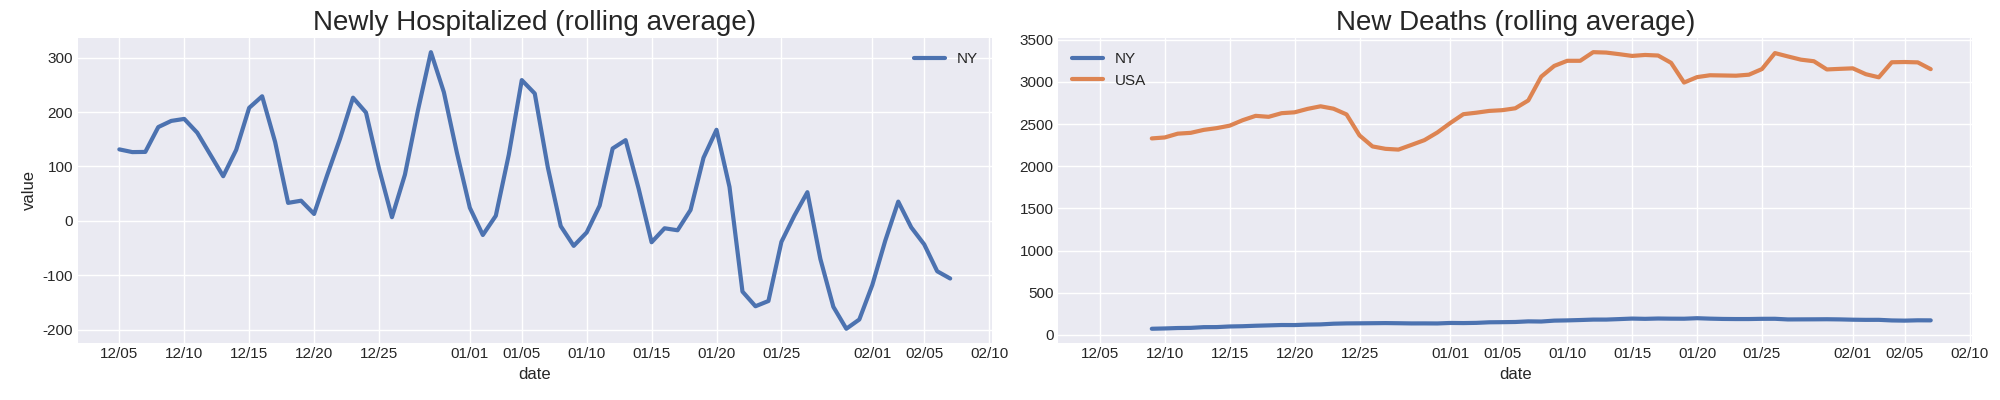 Newly Hospitalized (rolling average)
NY
300
200
100
0
-100
-200
value
12/05 12/10 12/15 12/20 12/25 01/01 01/05 01/10 01/15 01/20 01/25 02/01 02/05 02/10
date
New Deaths (rolling average)
NY
USA
3500
3000
2500
2000
1500
1000
500
0
12/05 12/10 12/15 12/20 12/25 01/01 01/05 01/10 01/15 01/20 01/25 02/01 02/05 02/10
date